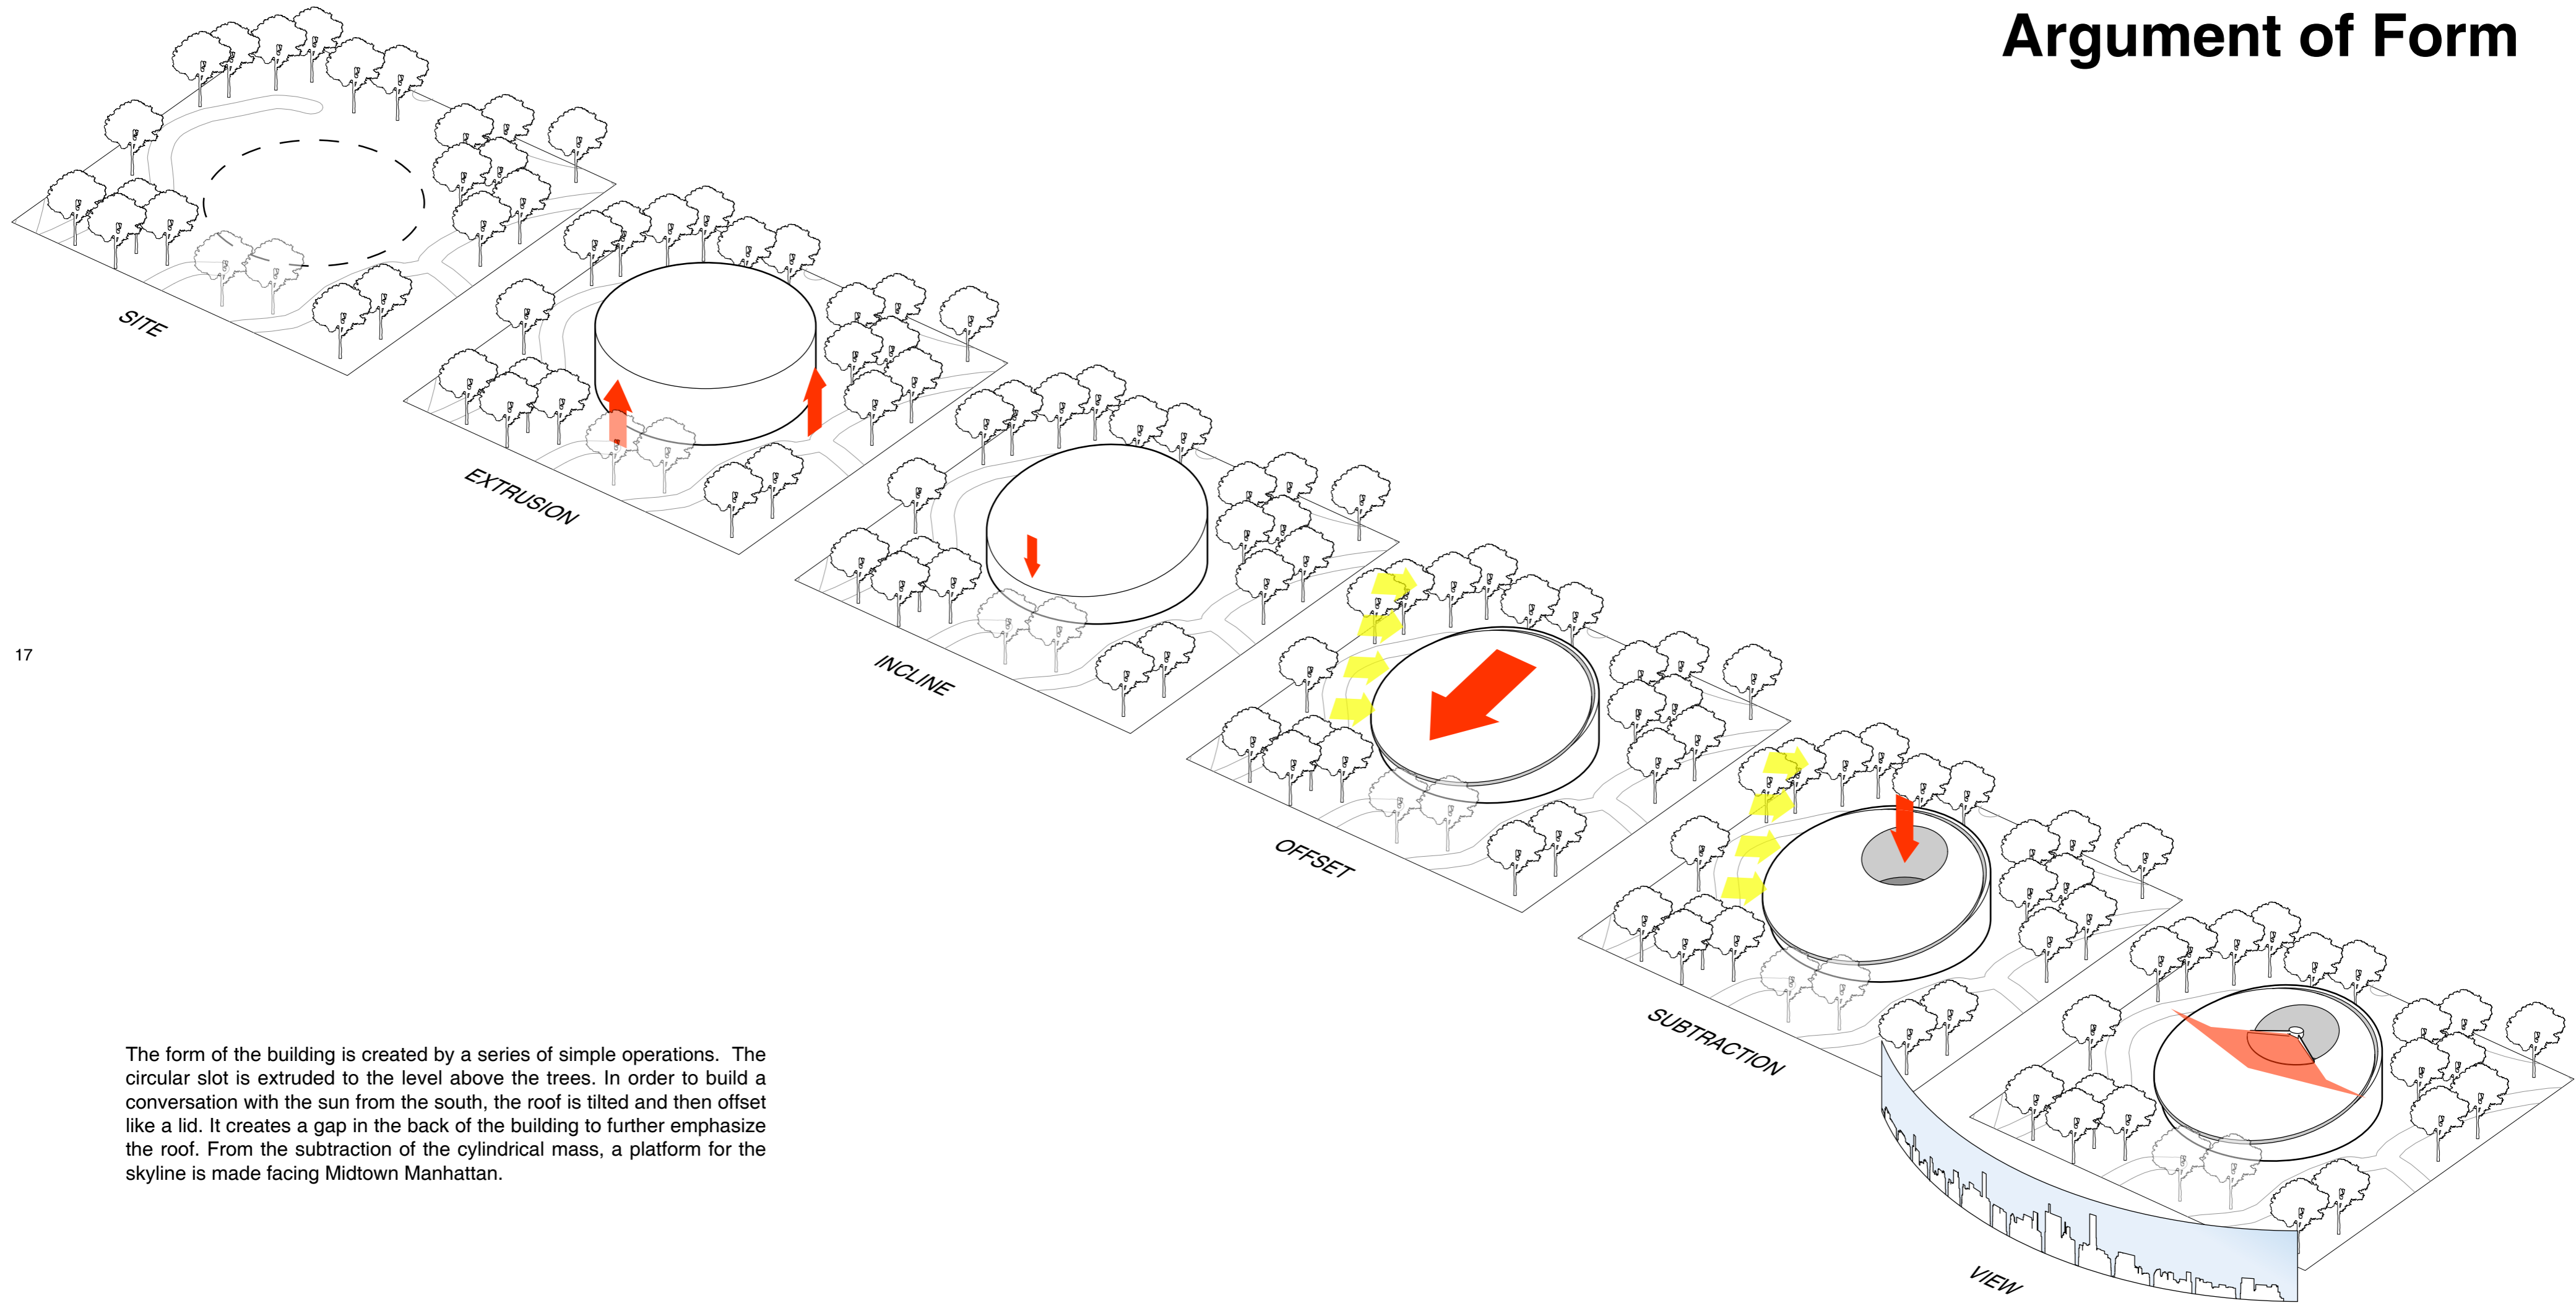 Argument of Form
SITE
EXTRUSION
INCLINE
OFFSET
SUBTRACTION
VIEW
17
The form of the building is created by a series of simple operations.  The
circular slot is extruded to the level above the trees. In order to build a
conversation with the sun from the south, the roof is tilted and then offset
like a lid. It creates a gap in the back of the building to further emphasize
the roof. From the subtraction of the cylindrical mass, a platform for the
skyline is made facing Midtown Manhattan.